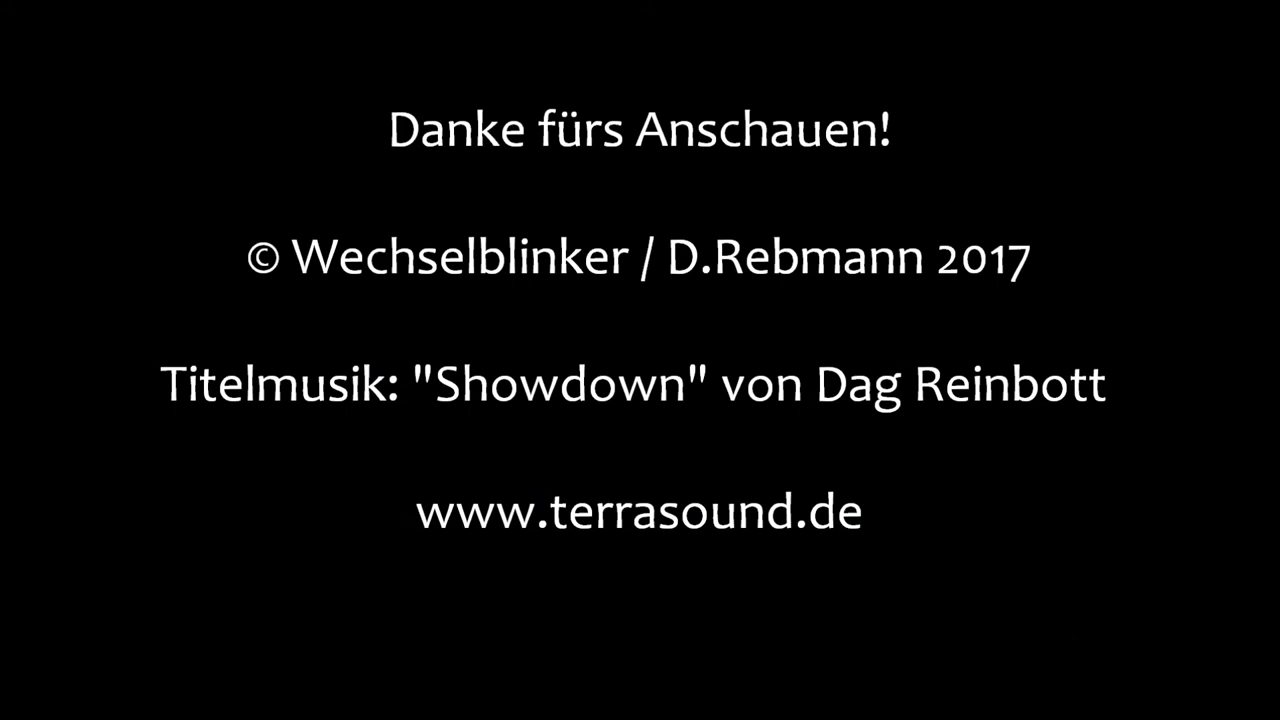 Danke fürs Anschauen!
© Wechselblinker / D.Rebmann 2017
Titelmusik: "Showdown" von Dag Reinbott
www.terrasound.de